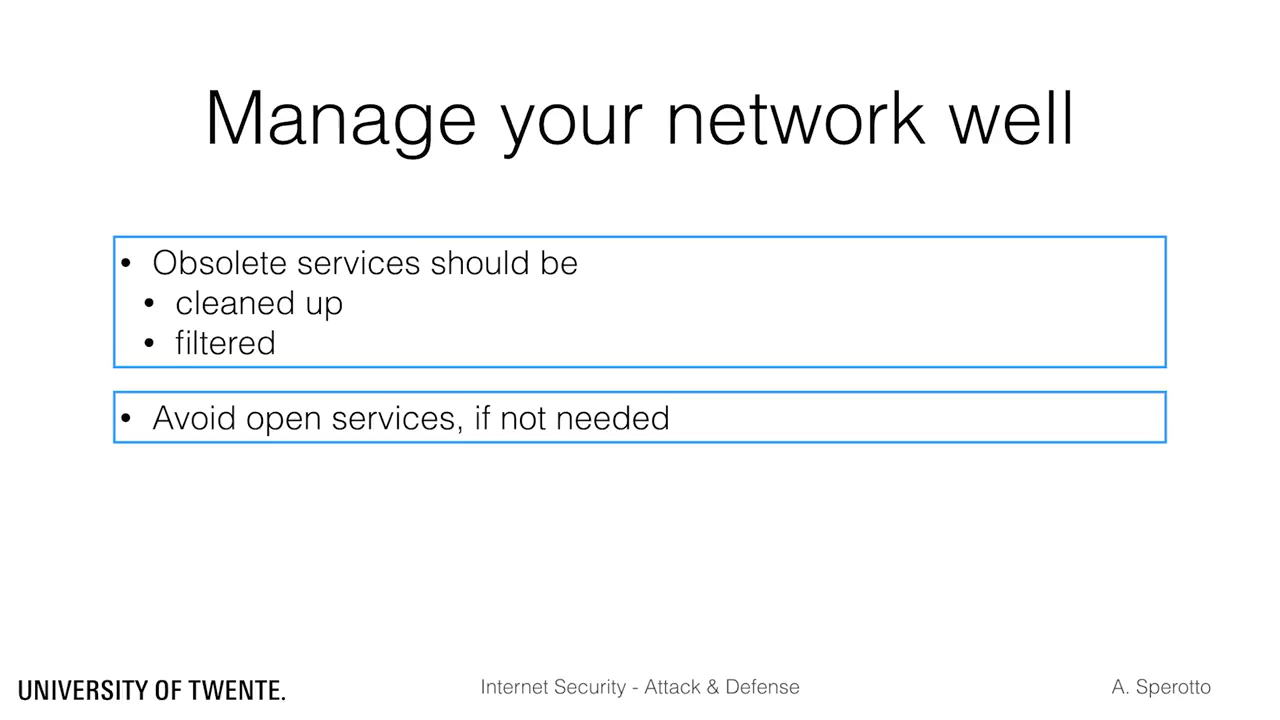 Manage your network well
• Obsolete services should be
• cleaned up
• filtered
• Avoid open services, if not needed
UNIVERSITY OF TWENTE.
Internet Security - Attack & Defense
A. Sperotto